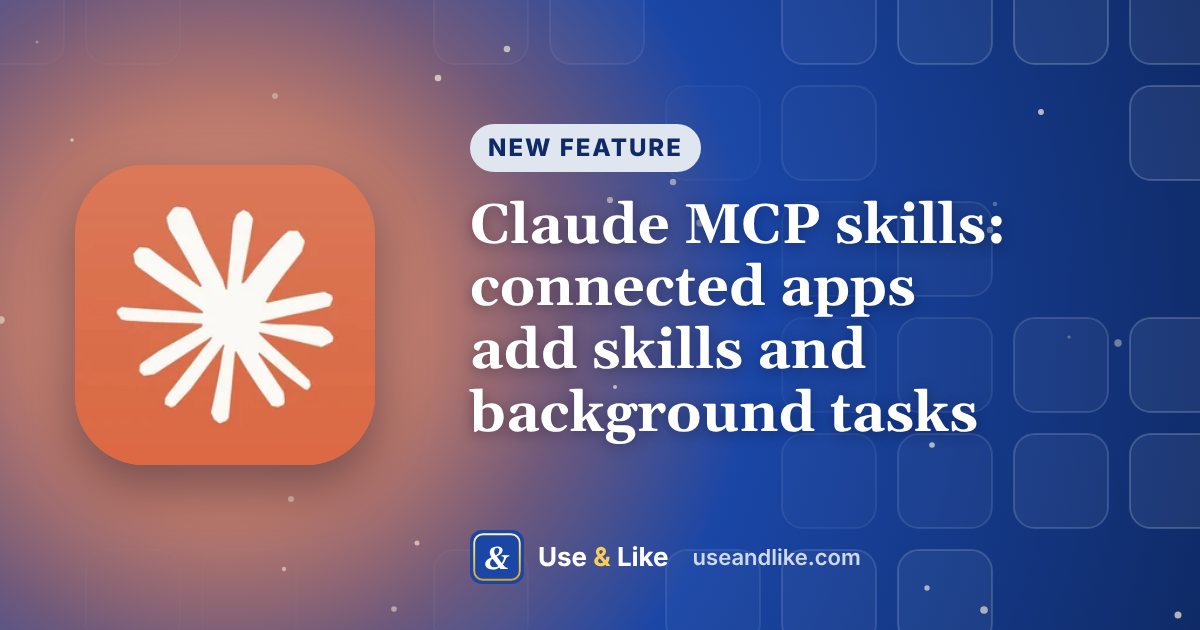 NEW FEATURE
Claude MCP skills:
connected apps
add skills and
background tasks
& Use & Like useandlike.com